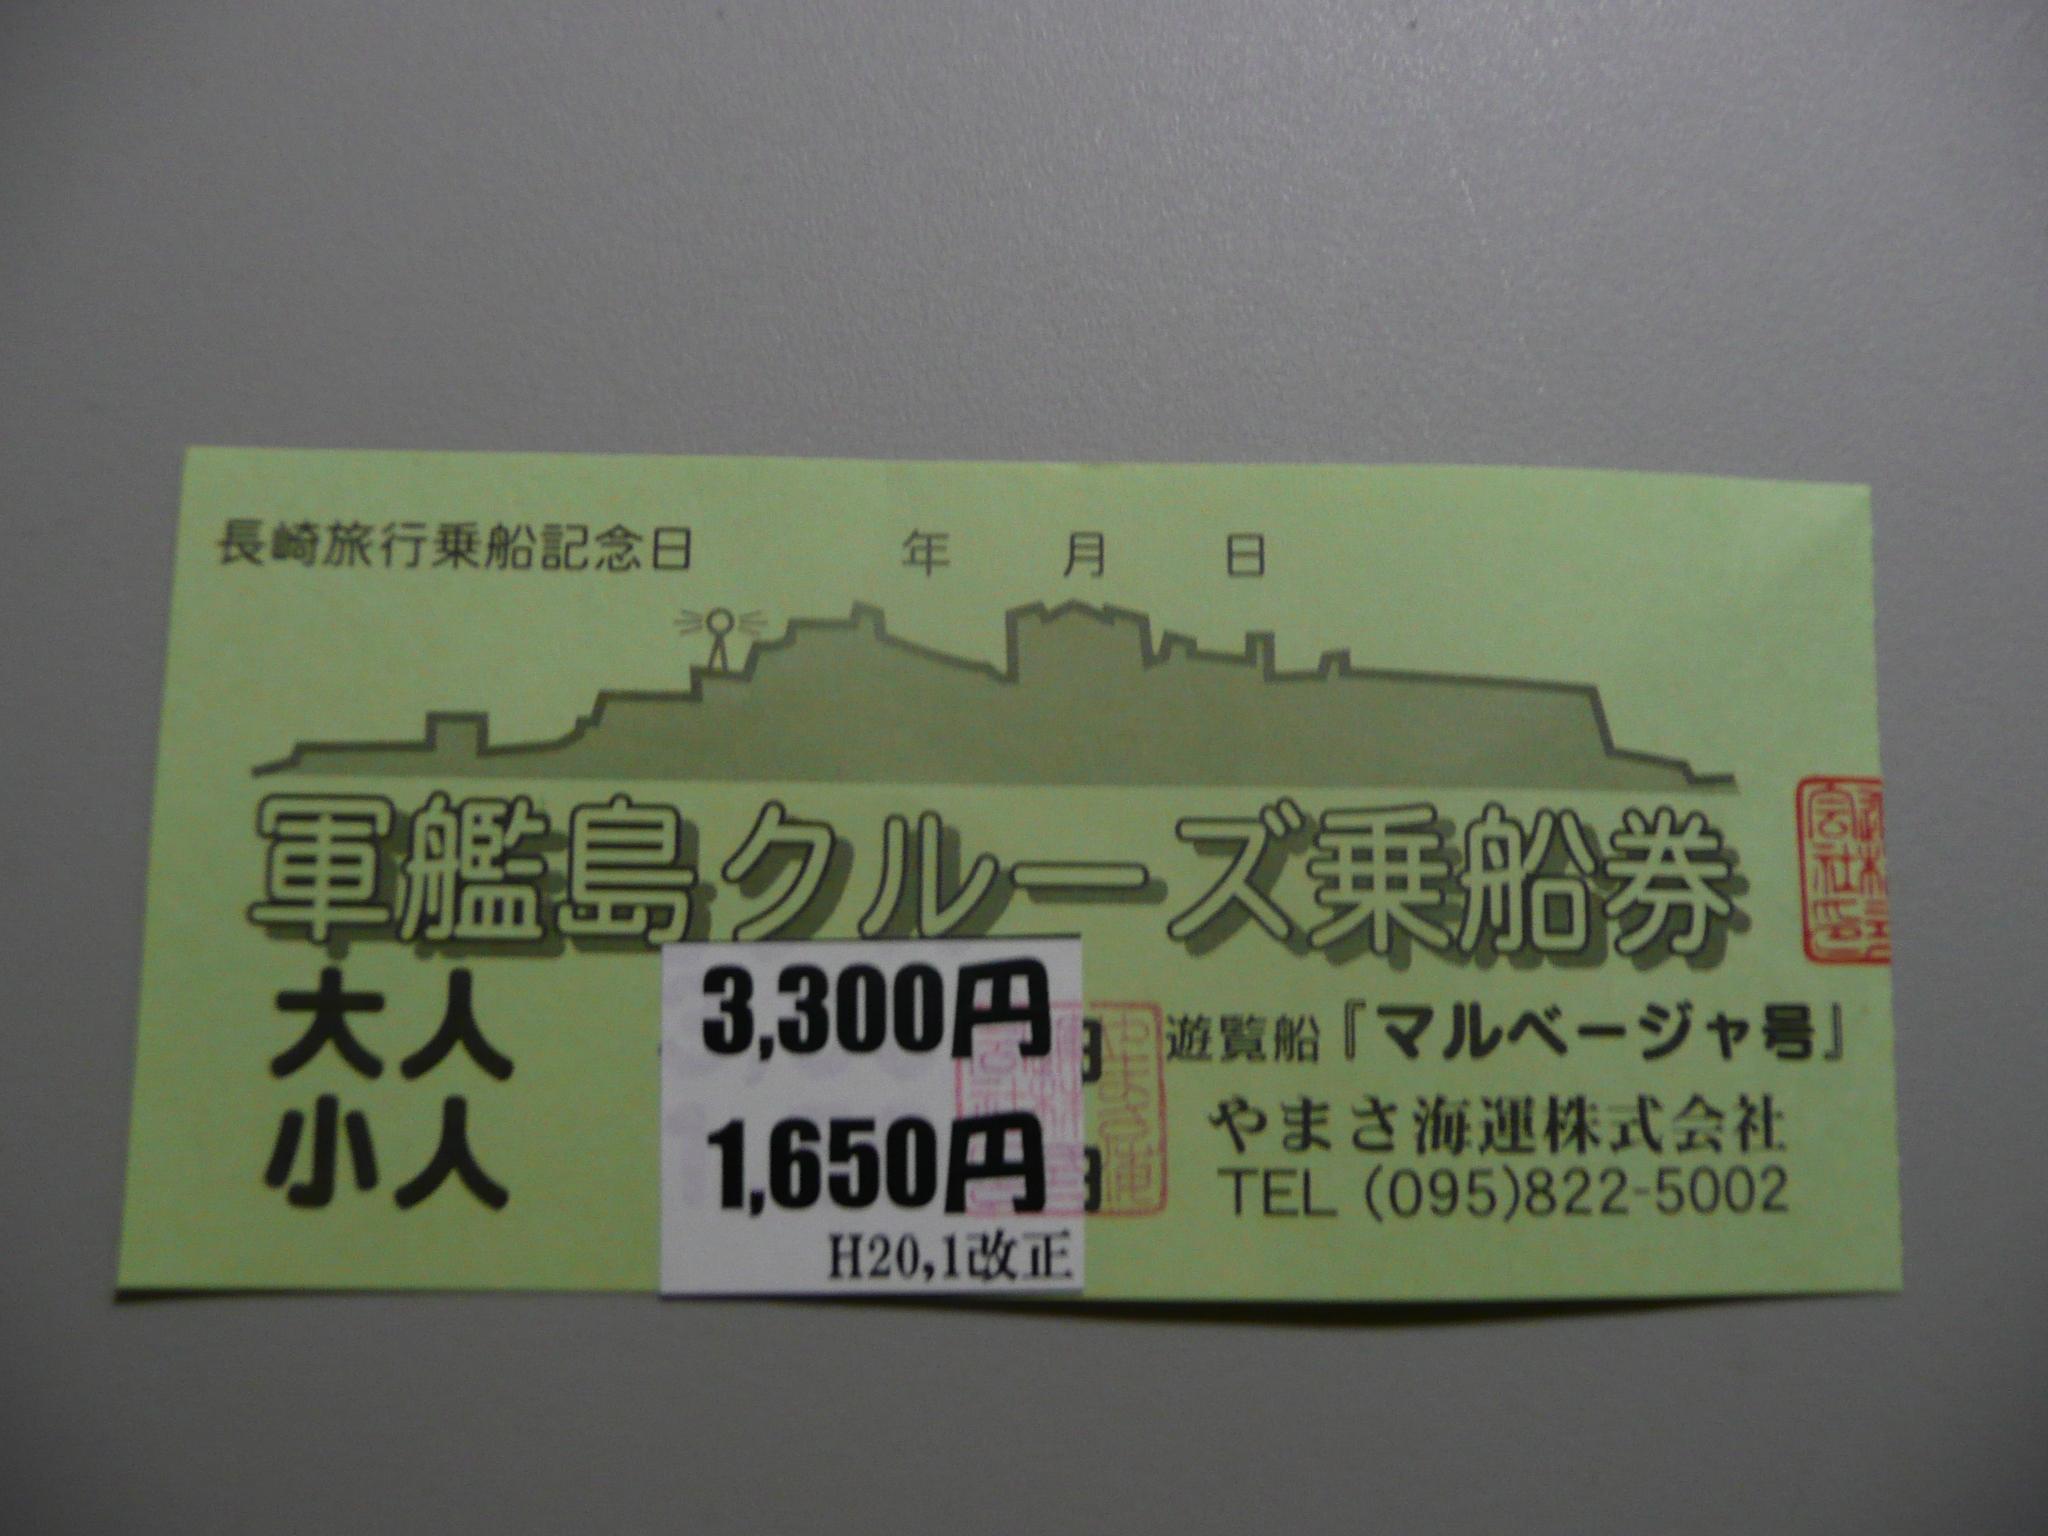 長崎旅行乗船記念日 年 月 日
軍艦島クルーズ乗船券
大人 3,300円
小人 1,650円
H20,1改正
遊覧船『マルベージャ号』
やまさ海運株式会社
TEL (095)822-5002